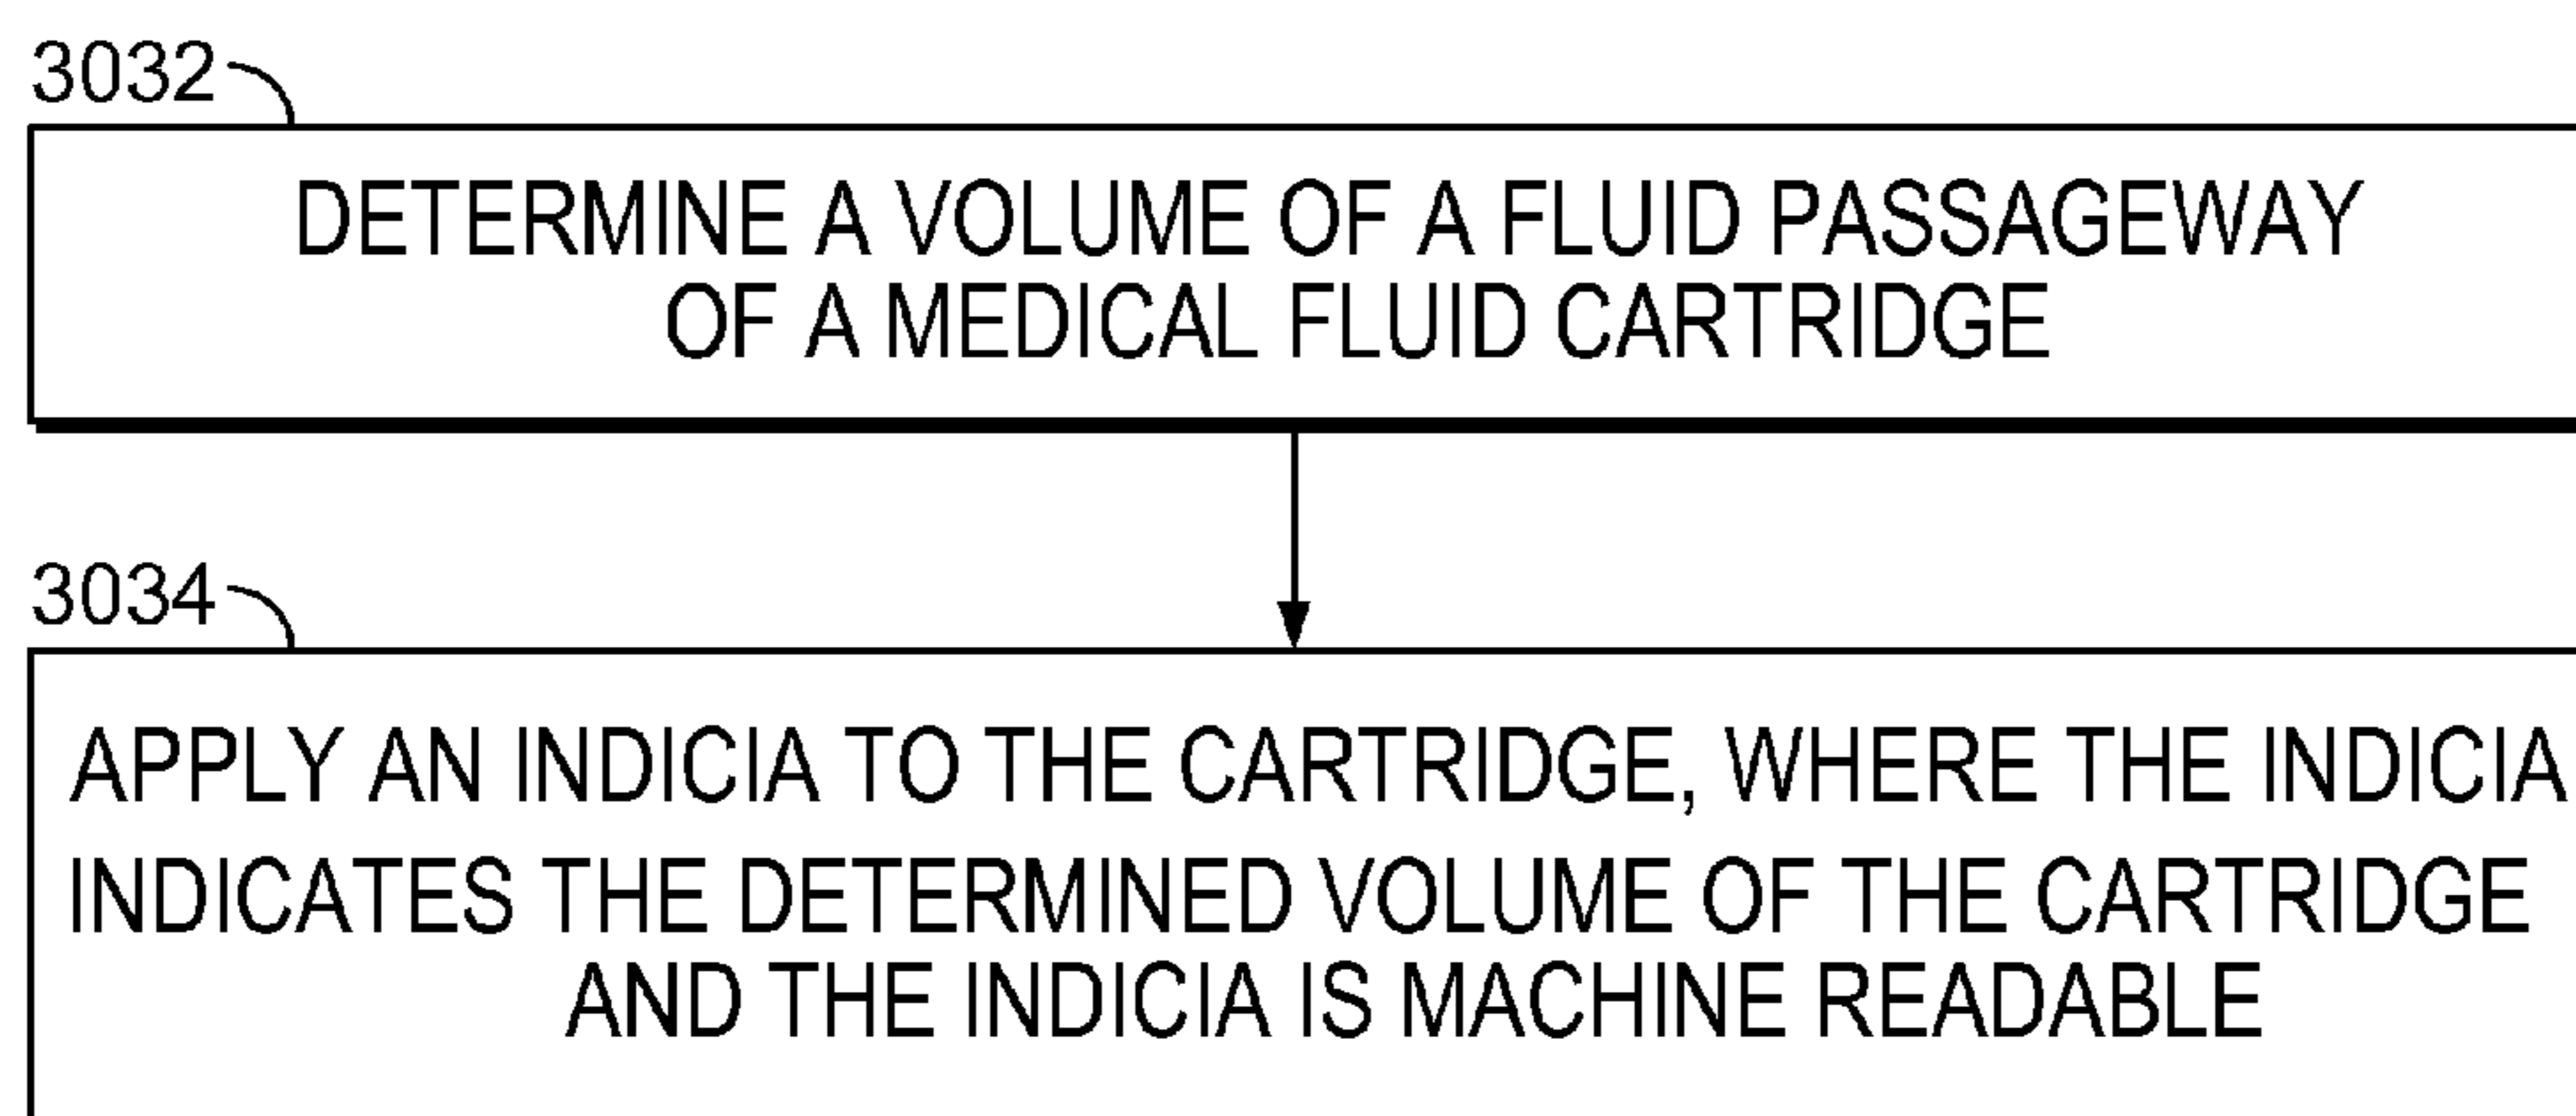 3032
DETERMINE A VOLUME OF A FLUID PASSAGEWAY
OF A MEDICAL FLUID CARTRIDGE
3034
APPLY AN INDICIA TO THE CARTRIDGE, WHERE THE INDICIA
INDICATES THE DETERMINED VOLUME OF THE CARTRIDGE
AND THE INDICIA IS MACHINE READABLE